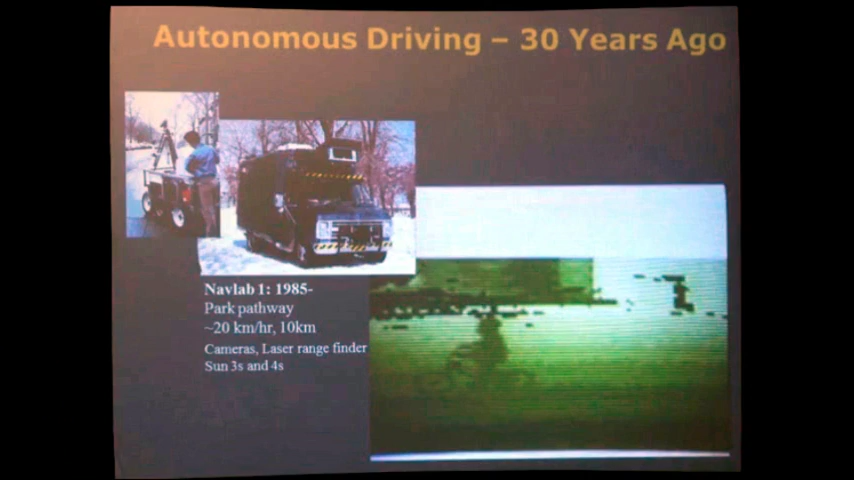 Autonomous Driving – 30 Years Ago
Navlab 1: 1985-
Park pathway
~20 km/hr, 10km
Cameras, Laser range finder
Sun 3s and 4s